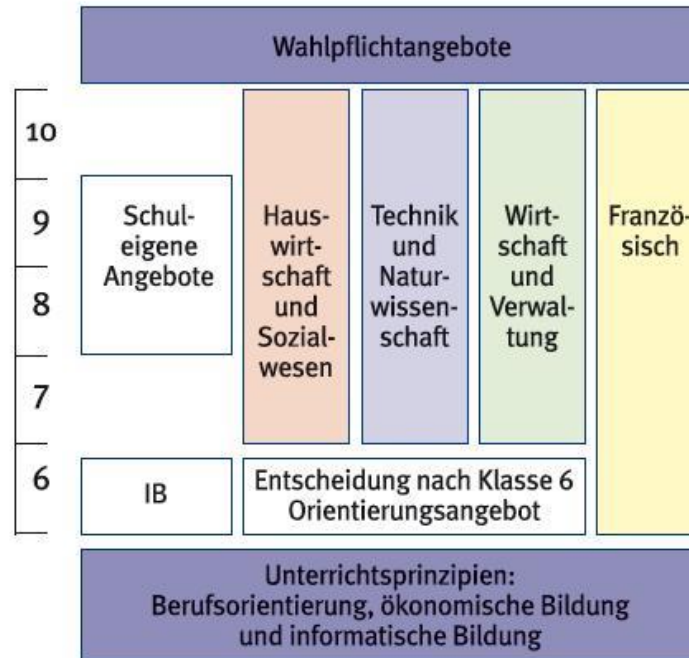 Wahlpflichtangebote
10
9
8
7
6
Schul-
eigene
Angebote
Haus-
wirt-
schaft
und
Sozial-
wesen
Technik
und
Natur-
wissen-
schaft
Wirt-
schaft
und
Verwal-
tung
Franzö-
sisch
IB
Entscheidung nach Klasse 6
Orientierungsangebot
Unterrichtsprinzipien:
Berufsorientierung, ökonomische Bildung
und informatische Bildung